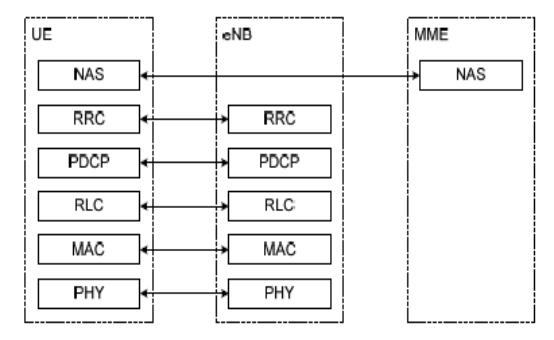 UE eNB MME
NAS NAS
RRC RRC
PDCP PDCP
RLC RLC
MAC MAC
PHY PHY